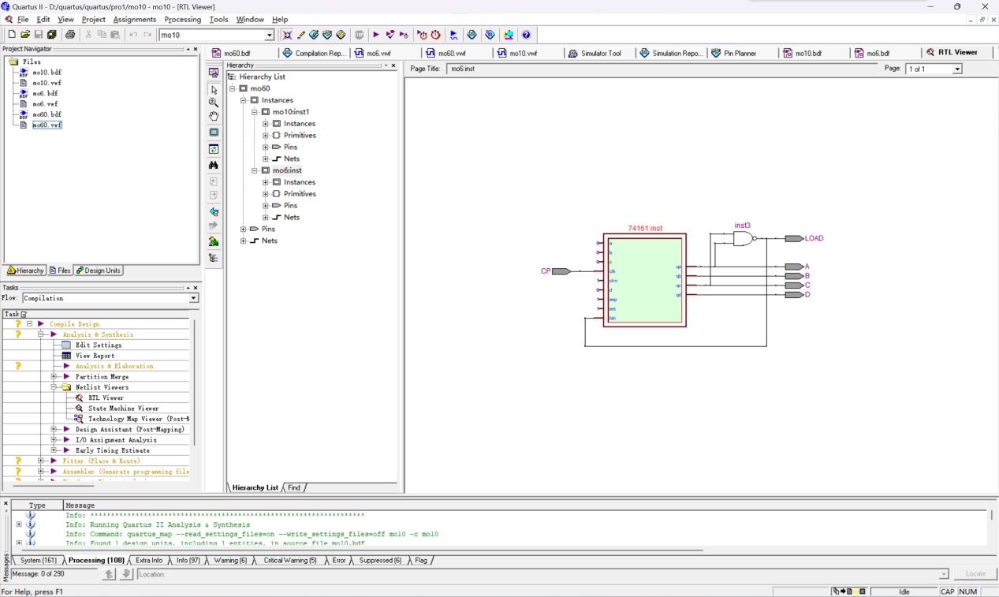 Quartus II - D:/quartus/quartus/pro1/mo10 - mo10 - [RTL Viewer]
File Edit View Project Assignments Processing Tools Window Help
mo10
Project Navigator
Files
mo10.bdf
mo10.vwf
mo6.bdf
mo6.vwf
mo60.bdf
mo60.vwf
Hierarchy Files Design Units
Tasks
Flow: Compilation
Task
Compile Design
Analysis & Synthesis
Edit Settings
View Report
Analysis & Elaboration
Partition Merge
Netlist Viewers
RTL Viewer
State Machine Viewer
Technology Map Viewer (Post-M
Design Assistant (Post-Mapping)
I/O Assignment Analysis
Early Timing Estimate
Fitter (Place & Route)
Assembler (Generate programming file
mo60.bdf Compilation Rep... mo6.vwf mo60.vwf mo10.vwf Simulator Tool Simulation Repo... Pin Planner mo10.bdf mo6.bdf RTL Viewer
Hierarchy
Hierarchy List
mo60
Instances
mo10:inst1
Instances
Primitives
Pins
Nets
mo6:inst
Instances
Primitives
Pins
Nets
Pins
Nets
Hierarchy List Find
Page Title: mo6:inst Page: 1 of 1
74161:inst
inst3
LOAD
CP
0 a
0 b
0 c
clk
1 clrn
0 d
1 enp
1 ent
ldn
qa
qb
qc
qd
A
B
C
D
Type Message
Info: *******************************************************************
Info: Running Quartus II Analysis & Synthesis
Info: Command: quartus_map --read_settings_files=on --write_settings_files=off mo10 -c mo10
Info: Found 1 design units, including 1 entities, in source file mo10.bdf
System (161) Processing (108) Extra Info Info (97) Warning (6) Critical Warning (5) Error Suppressed (6) Flag
Messages
Message: 0 of 290 Location: Locate
For Help, press F1 Idle CAP NUM